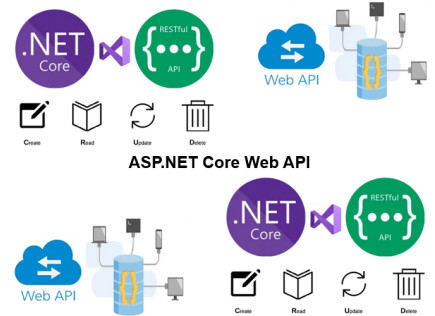 .NET
Core
RESTful
{•••}
API
Web API
{}
Create Read Update Delete
ASP.NET Core Web API
Web API
{}
.NET
Core
RESTful
{•••}
API
Create Read Update Delete